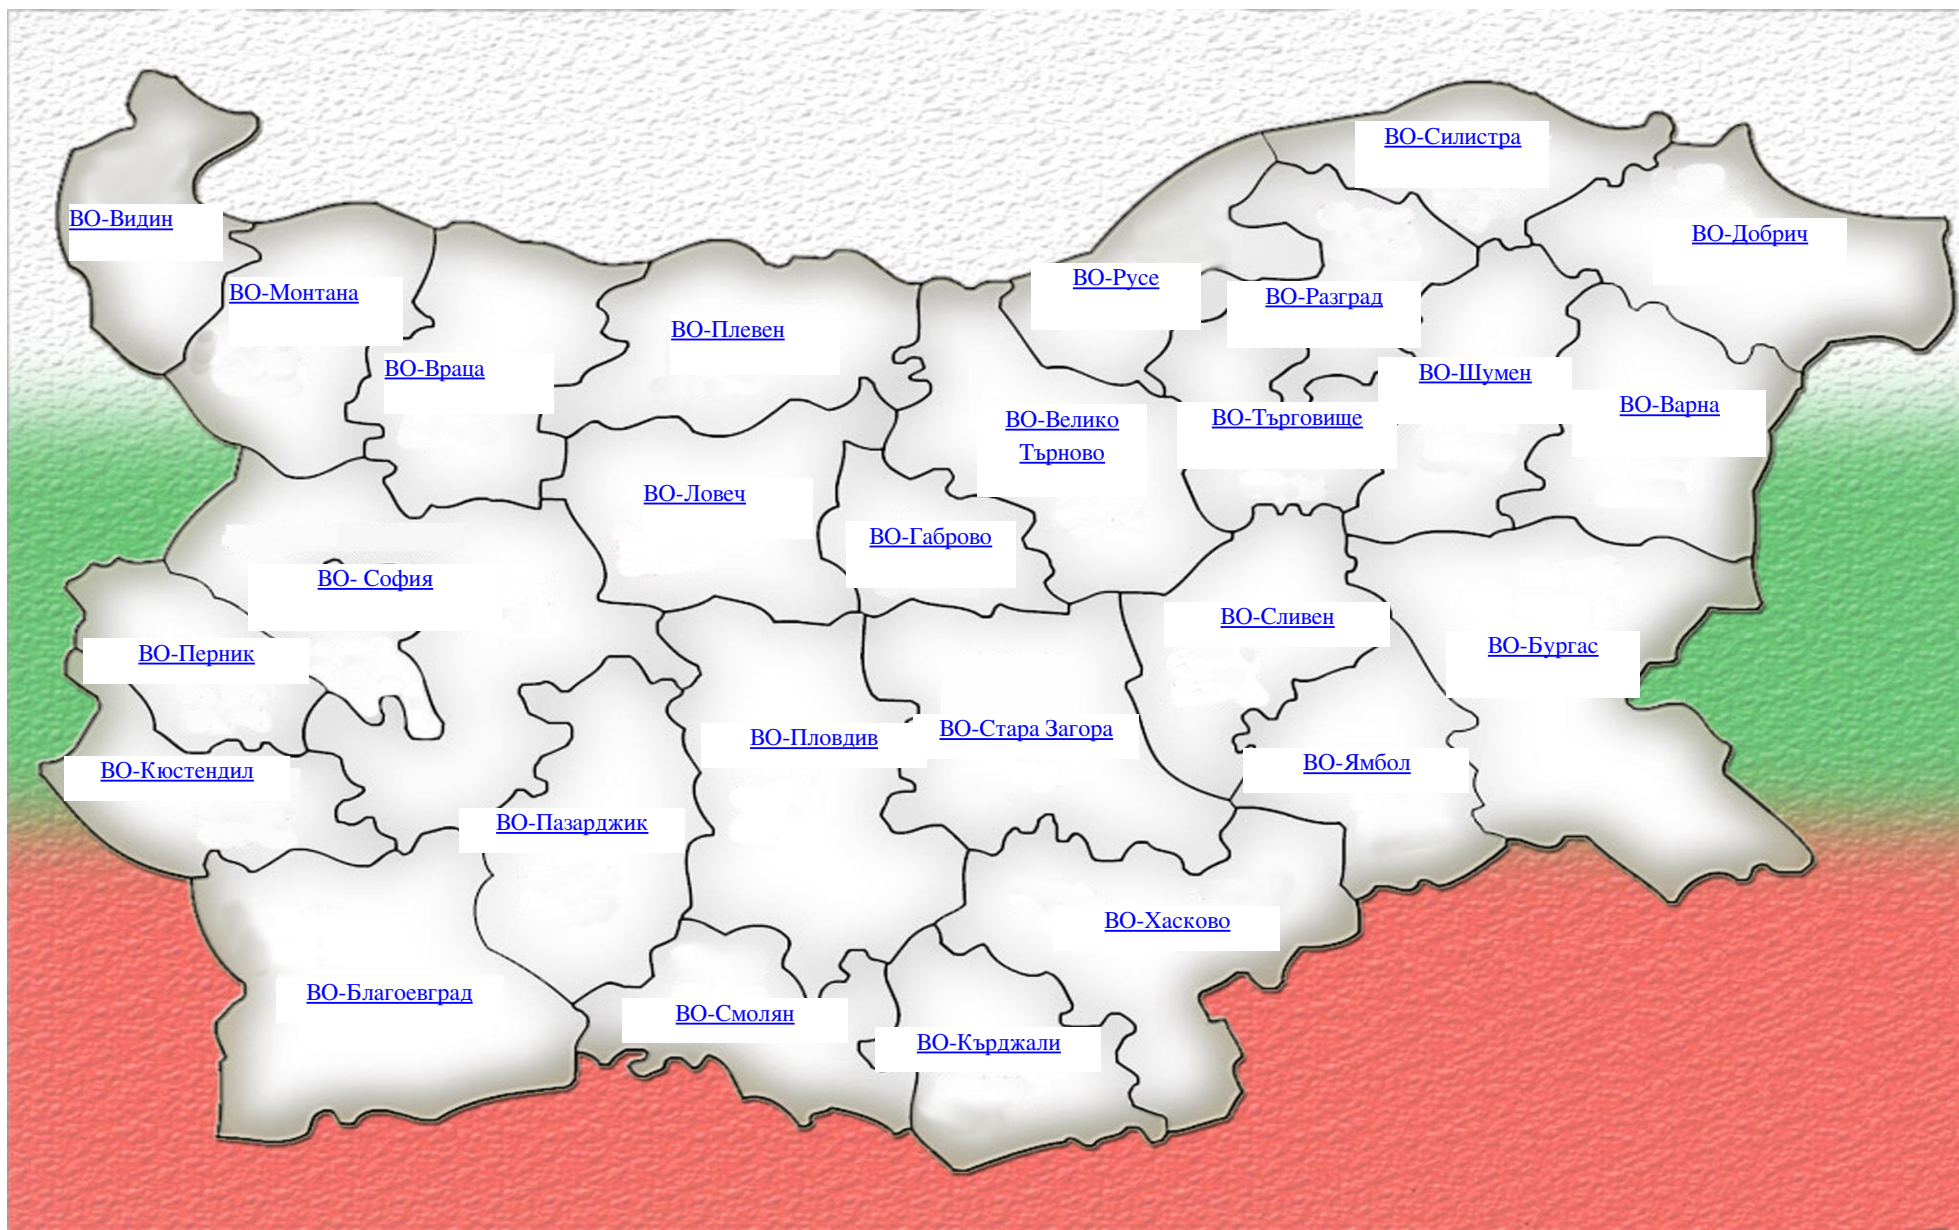 ВО-Силистра
ВО-Видин
ВО-Добрич
ВО-Русе
ВО-Монтана
ВО-Разград
ВО-Плевен
ВО-Враца
ВО-Шумен
ВО-Варна
ВО-Търговище
ВО-Велико
Търново
ВО-Ловеч
ВО-Габрово
ВО- София
ВО-Сливен
ВО-Бургас
ВО-Перник
ВО-Стара Загора
ВО-Пловдив
ВО-Ямбол
ВО-Кюстендил
ВО-Пазарджик
ВО-Хасково
ВО-Благоевград
ВО-Смолян
ВО-Кърджали